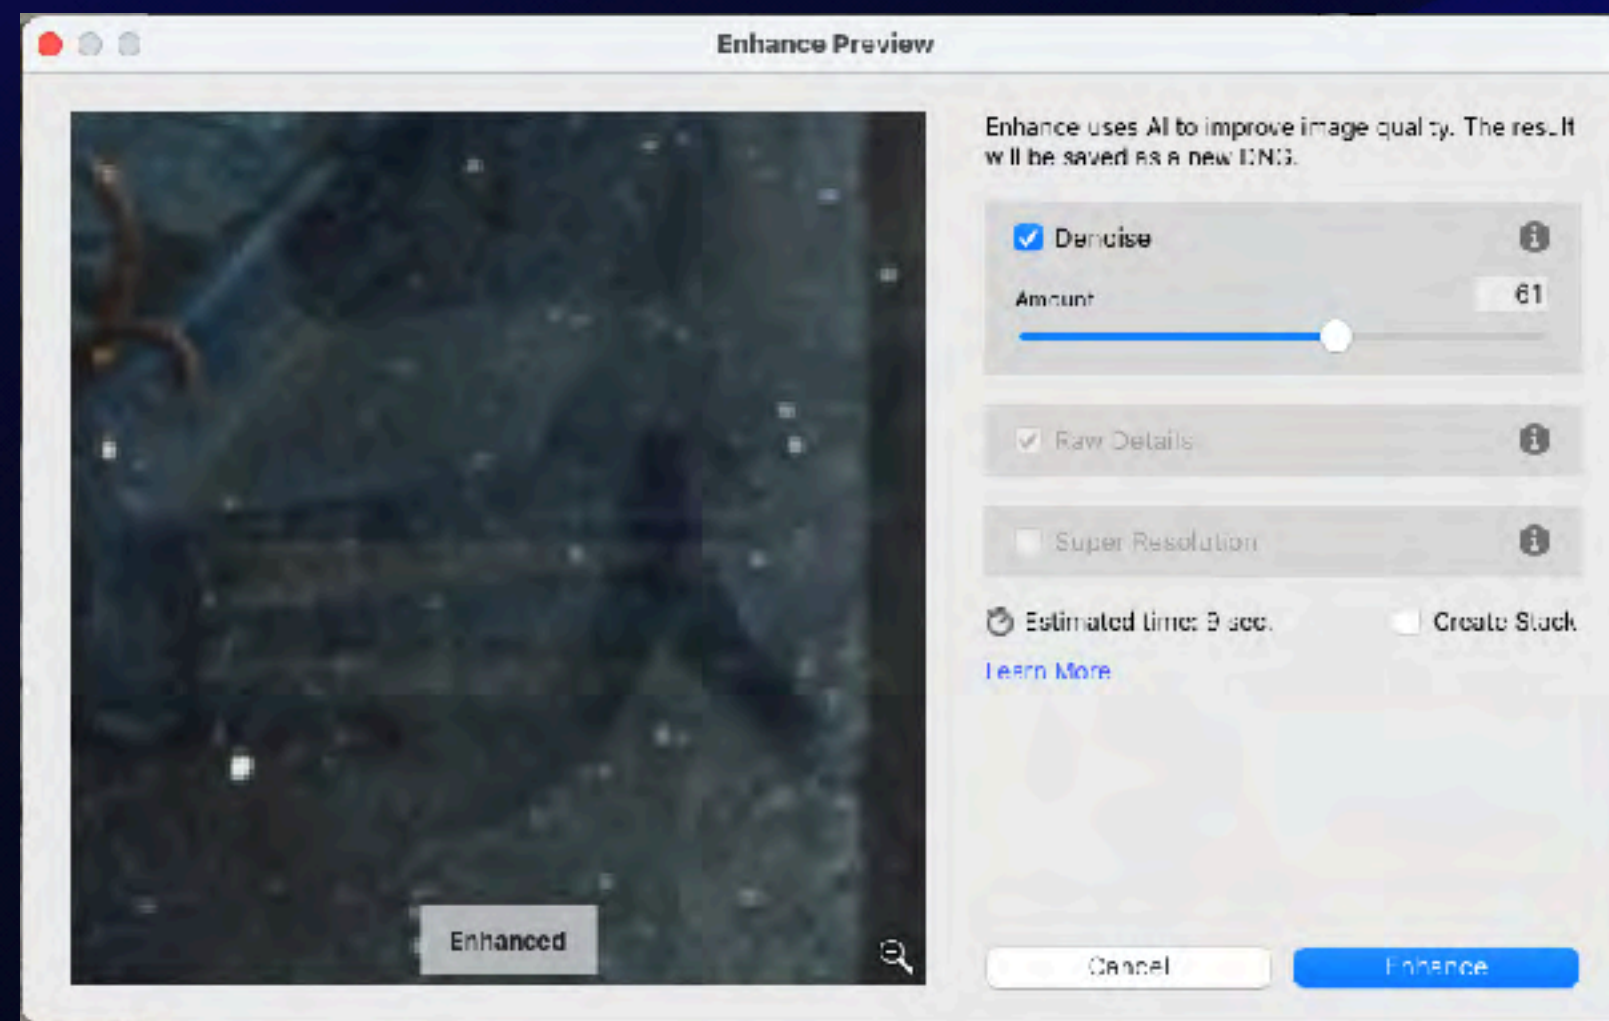 Enhance Preview
Enhance uses AI to improve image quality. The result
will be saved as a new DNG.
Denoise
Amount
61
Raw Details
Super Resolution
Estimated time: 9 sec.
Create Stack
Learn More
Enhanced
Cancel
Enhance